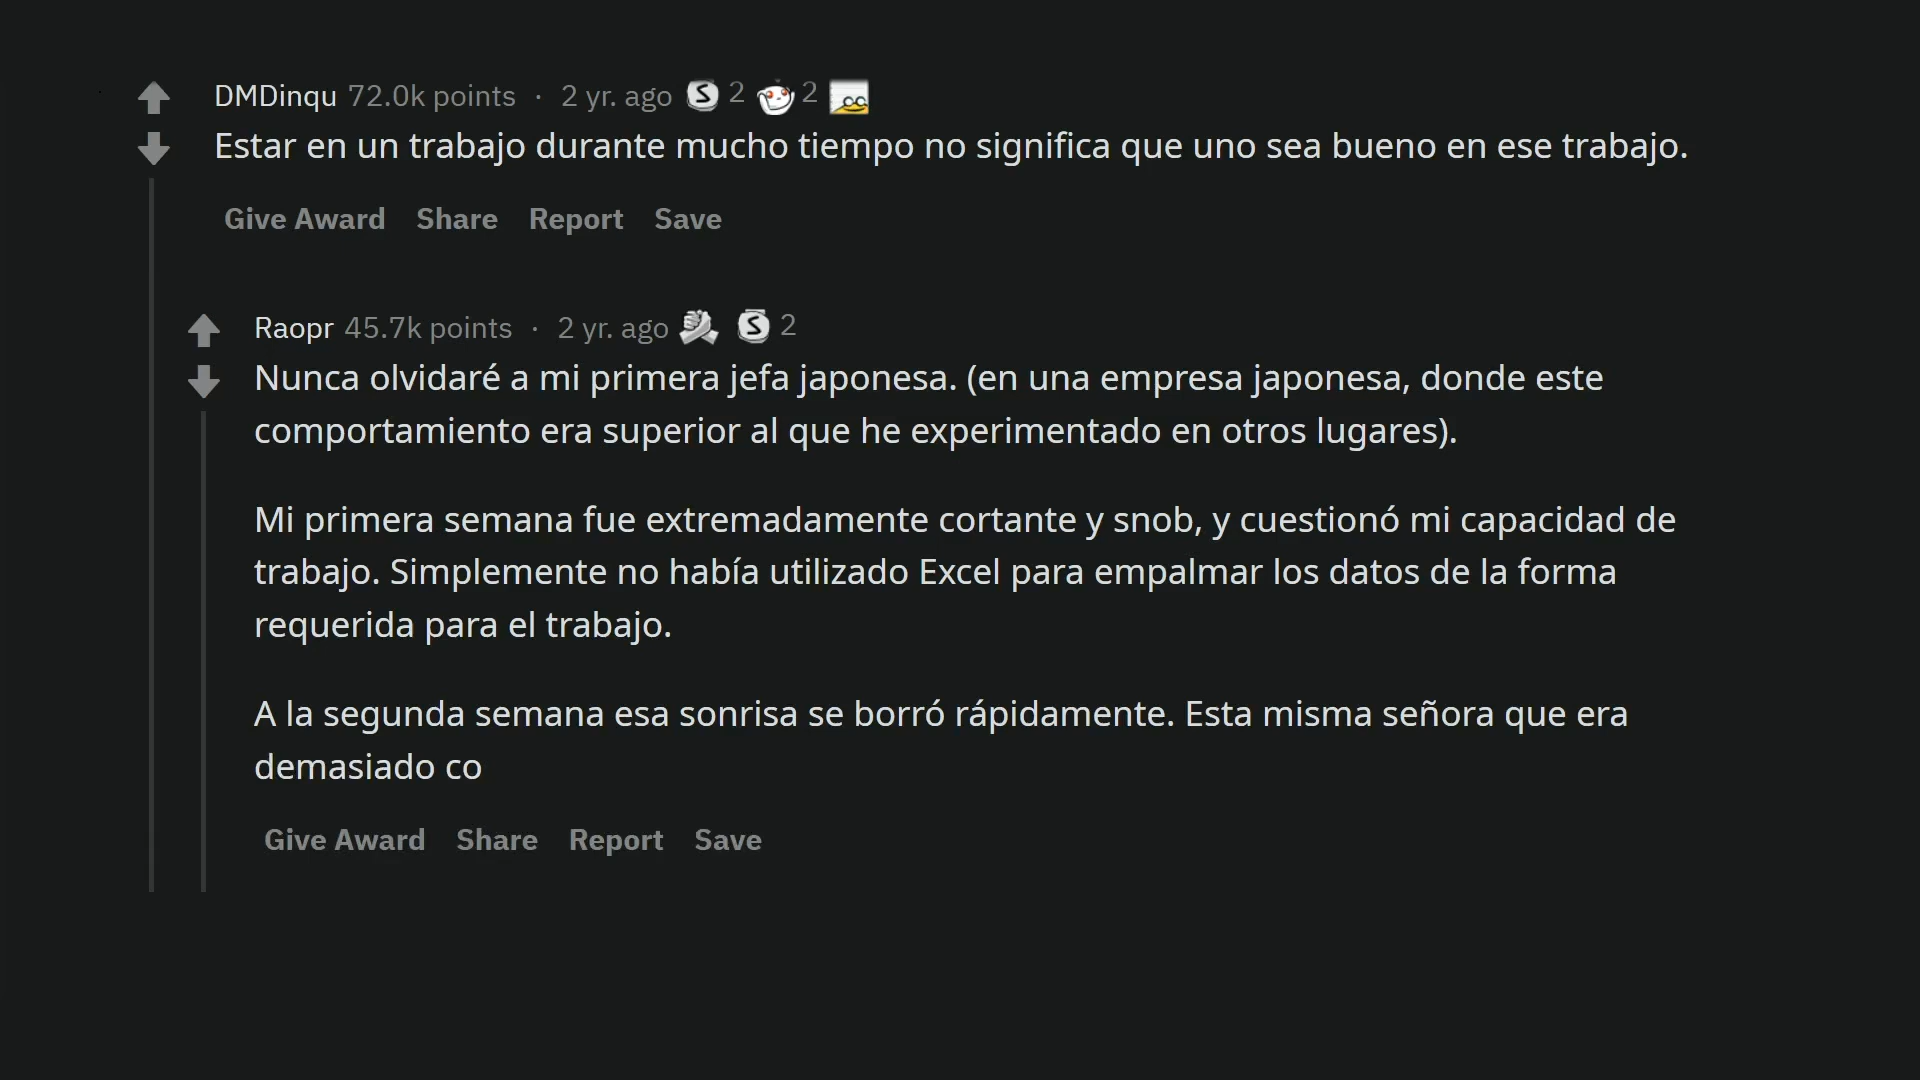 DMDinqu 72.0k points · 2 yr. ago 2 2
Estar en un trabajo durante mucho tiempo no significa que uno sea bueno en ese trabajo.
Give Award Share Report Save
Raopr 45.7k points · 2 yr. ago 2
Nunca olvidaré a mi primera jefa japonesa. (en una empresa japonesa, donde este
comportamiento era superior al que he experimentado en otros lugares).
Mi primera semana fue extremadamente cortante y snob, y cuestionó mi capacidad de
trabajo. Simplemente no había utilizado Excel para empalmar los datos de la forma
requerida para el trabajo.
A la segunda semana esa sonrisa se borró rápidamente. Esta misma señora que era
demasiado co
Give Award Share Report Save